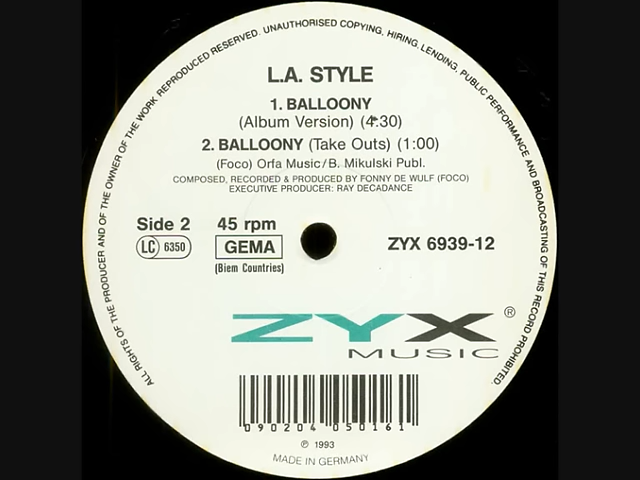 ALL RIGHTS OF THE PRODUCER AND OF THE OWNER OF THE WORK REPRODUCED RESERVED. UNAUTHORISED COPYING, HIRING, LENDING, PUBLIC PERFORMANCE AND BROADCASTING OF THIS RECORD PROHIBITED.
L.A. STYLE
1. BALLOONY
(Album Version) (4:30)
2. BALLOONY (Take Outs) (1:00)
(Foco) Orfa Music/B. Mikulski Publ.
COMPOSED, RECORDED & PRODUCED BY FONNY DE WULF (FOCO)
EXECUTIVE PRODUCER: RAY DECADANCE
Side 2 45 rpm
LC 6350 GEMA ZYX 6939-12
(Biem Countries)
ZYX®
MUSIC
090204 050161
℗ 1993
MADE IN GERMANY